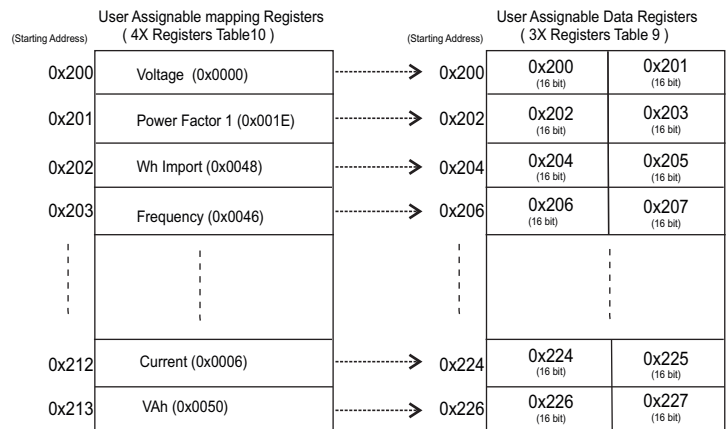 User Assignable mapping Registers
( 4X Registers Table10 )
User Assignable Data Registers
( 3X Registers Table 9 )
(Starting Address)
(Starting Address)
0x200
Voltage (0x0000)
0x200
0x200
(16 bit)
0x201
(16 bit)
0x201
Power Factor 1 (0x001E)
0x202
0x202
(16 bit)
0x203
(16 bit)
0x202
Wh Import (0x0048)
0x204
0x204
(16 bit)
0x205
(16 bit)
0x203
Frequency (0x0046)
0x206
0x206
(16 bit)
0x207
(16 bit)
0x212
Current (0x0006)
0x224
0x224
(16 bit)
0x225
(16 bit)
0x213
VAh (0x0050)
0x226
0x226
(16 bit)
0x227
(16 bit)